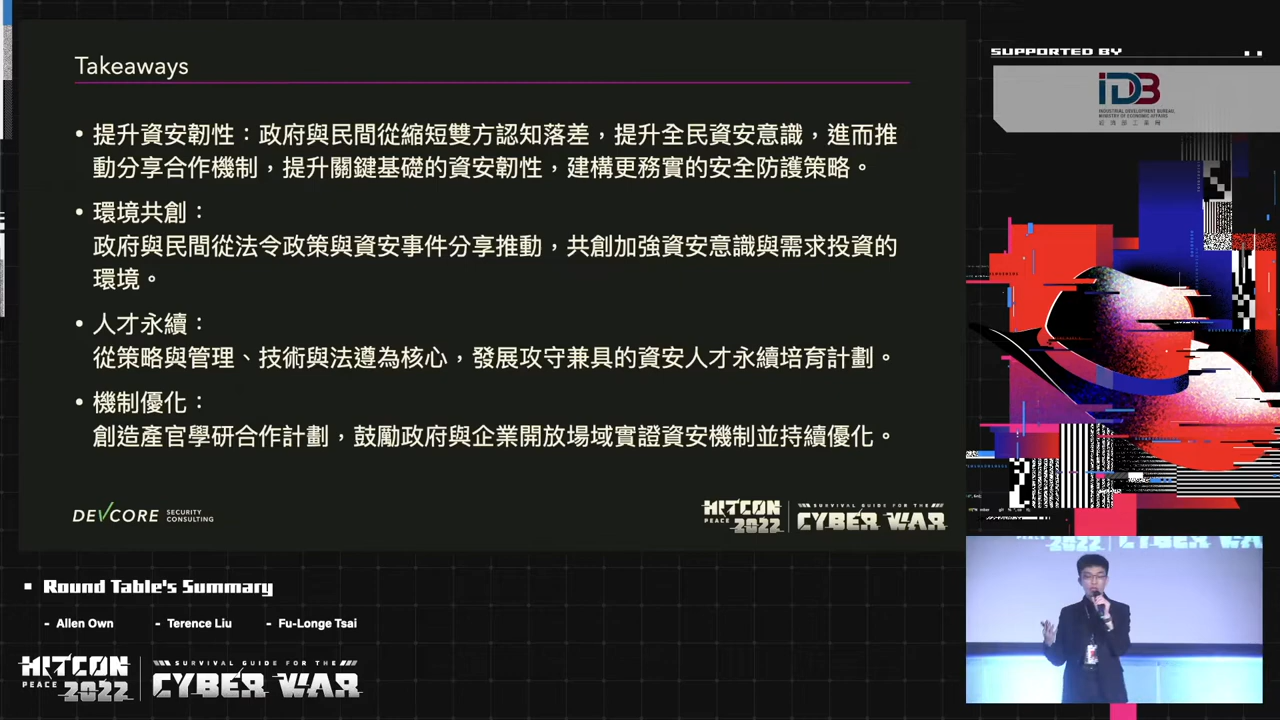 Takeaways
• 提升資安韌性：政府與民間從縮短雙方認知落差，提升全民資安意識，進而推
動分享合作機制，提升關鍵基礎的資安韌性，建構更務實的安全防護策略。
• 環境共創：
政府與民間從法令政策與資安事件分享推動，共創加強資安意識與需求投資的
環境。
• 人才永續：
從策略與管理、技術與法遵為核心，發展攻守兼具的資安人才永續培育計劃。
• 機制優化：
創造產官學研合作計劃，鼓勵政府與企業開放場域實證資安機制並持續優化。
DEVCORE SECURITY CONSULTING
HITCON PEACE 2022
SURVIVAL GUIDE FOR THE
CYBER WAR
SUPPORTED BY
IDB
INDUSTRIAL DEVELOPMENT BUREAU,
MINISTRY OF ECONOMIC AFFAIRS
經濟部工業局
2022 CYBER WA
Round Table's Summary
- Allen Own - Terence Liu - Fu-Longe Tsai
HITCON PEACE 2022
SURVIVAL GUIDE FOR THE
CYBER WAR